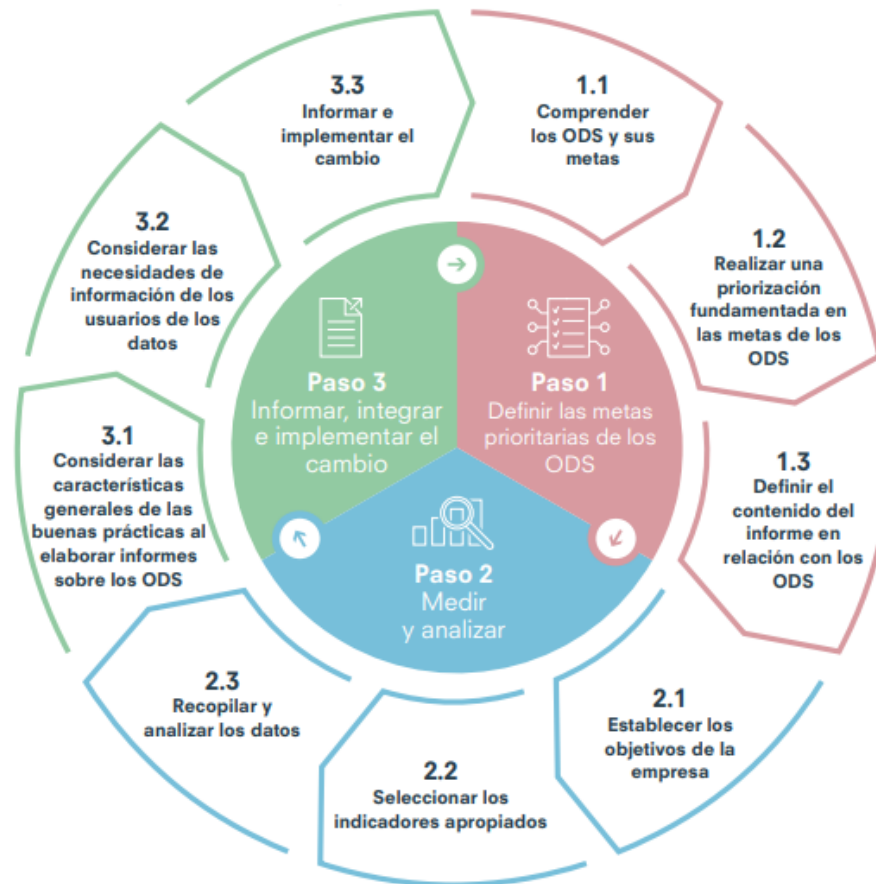 1.1
Comprender
los ODS y sus
metas
1.2
Realizar una
priorización
fundamentada en
las metas de los
ODS
1.3
Definir el
contenido del
informe en
relación con los
ODS
2.1
Establecer los
objetivos de la
empresa
2.2
Seleccionar los
indicadores apropiados
2.3
Recopilar y
analizar los datos
3.1
Considerar las
características
generales de las
buenas prácticas al
elaborar informes
sobre los ODS
3.2
Considerar las
necesidades de
información de los
usuarios de los
datos
3.3
Informar e
implementar el
cambio
Paso 1
Definir las metas
prioritarias de los
ODS
Paso 2
Medir
y analizar
Paso 3
Informar, integrar
e implementar el
cambio